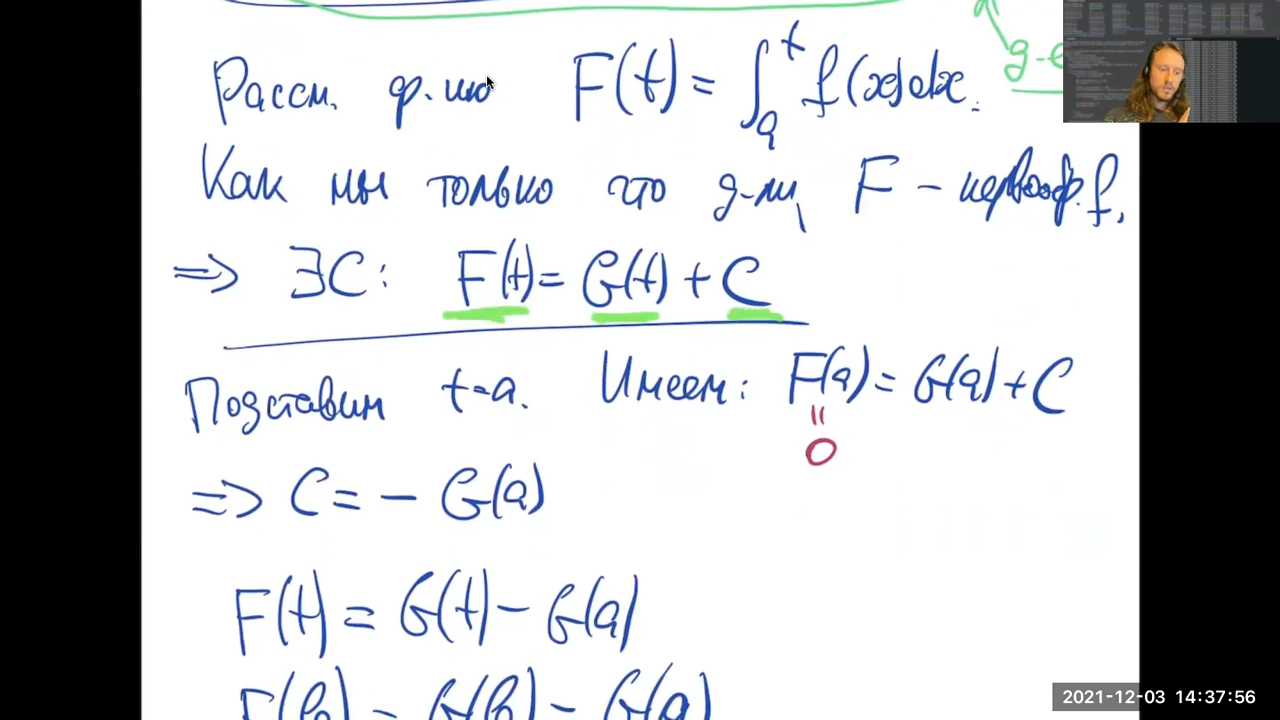 Рассм. ф-ию F(t) = ∫ₐᵗ f(x)dx.
g-e
Как мы только что д-ли, F – первообр. f,
=> ∃C: F(t) = G(t) + C
Подставим t=a. Имеем: F(a) = G(a) + C
"
0
=> C = – G(a)
F(t) = G(t) – G(a)
F(b) = G(b) – G(a)
2021-12-03 14:37:56